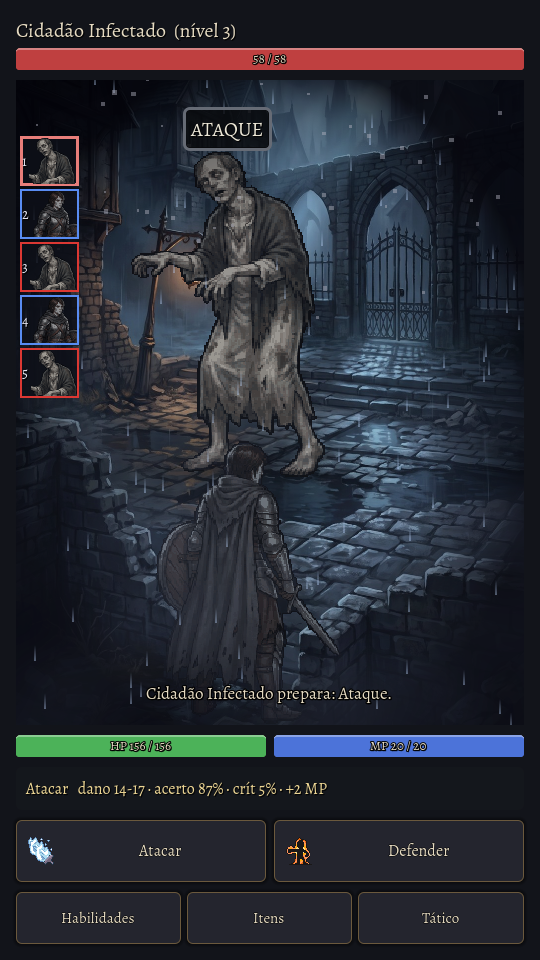 Cidadão Infectado (nível 3)
58 / 58
ATAQUE
1
2
3
4
5
Cidadão Infectado prepara: Ataque.
HP 156 / 156
MP 20 / 20
Atacar dano 14-17 · acerto 87% · crít 5% · +2 MP
Atacar
Defender
Habilidades
Itens
Tático